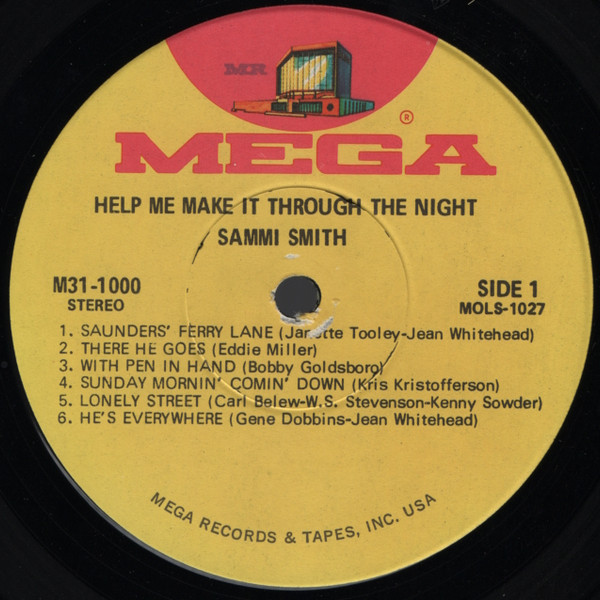 MR
®
MEGA
HELP ME MAKE IT THROUGH THE NIGHT
SAMMI SMITH
M31-1000
STEREO
SIDE 1
MOLS-1027
1. SAUNDERS' FERRY LANE (Janette Tooley-Jean Whitehead)
2. THERE HE GOES (Eddie Miller)
3. WITH PEN IN HAND (Bobby Goldsboro)
4. SUNDAY MORNIN' COMIN' DOWN (Kris Kristofferson)
5. LONELY STREET (Carl Belew-W.S. Stevenson-Kenny Sowder)
6. HE'S EVERYWHERE (Gene Dobbins-Jean Whitehead)
MEGA RECORDS & TAPES, INC. USA